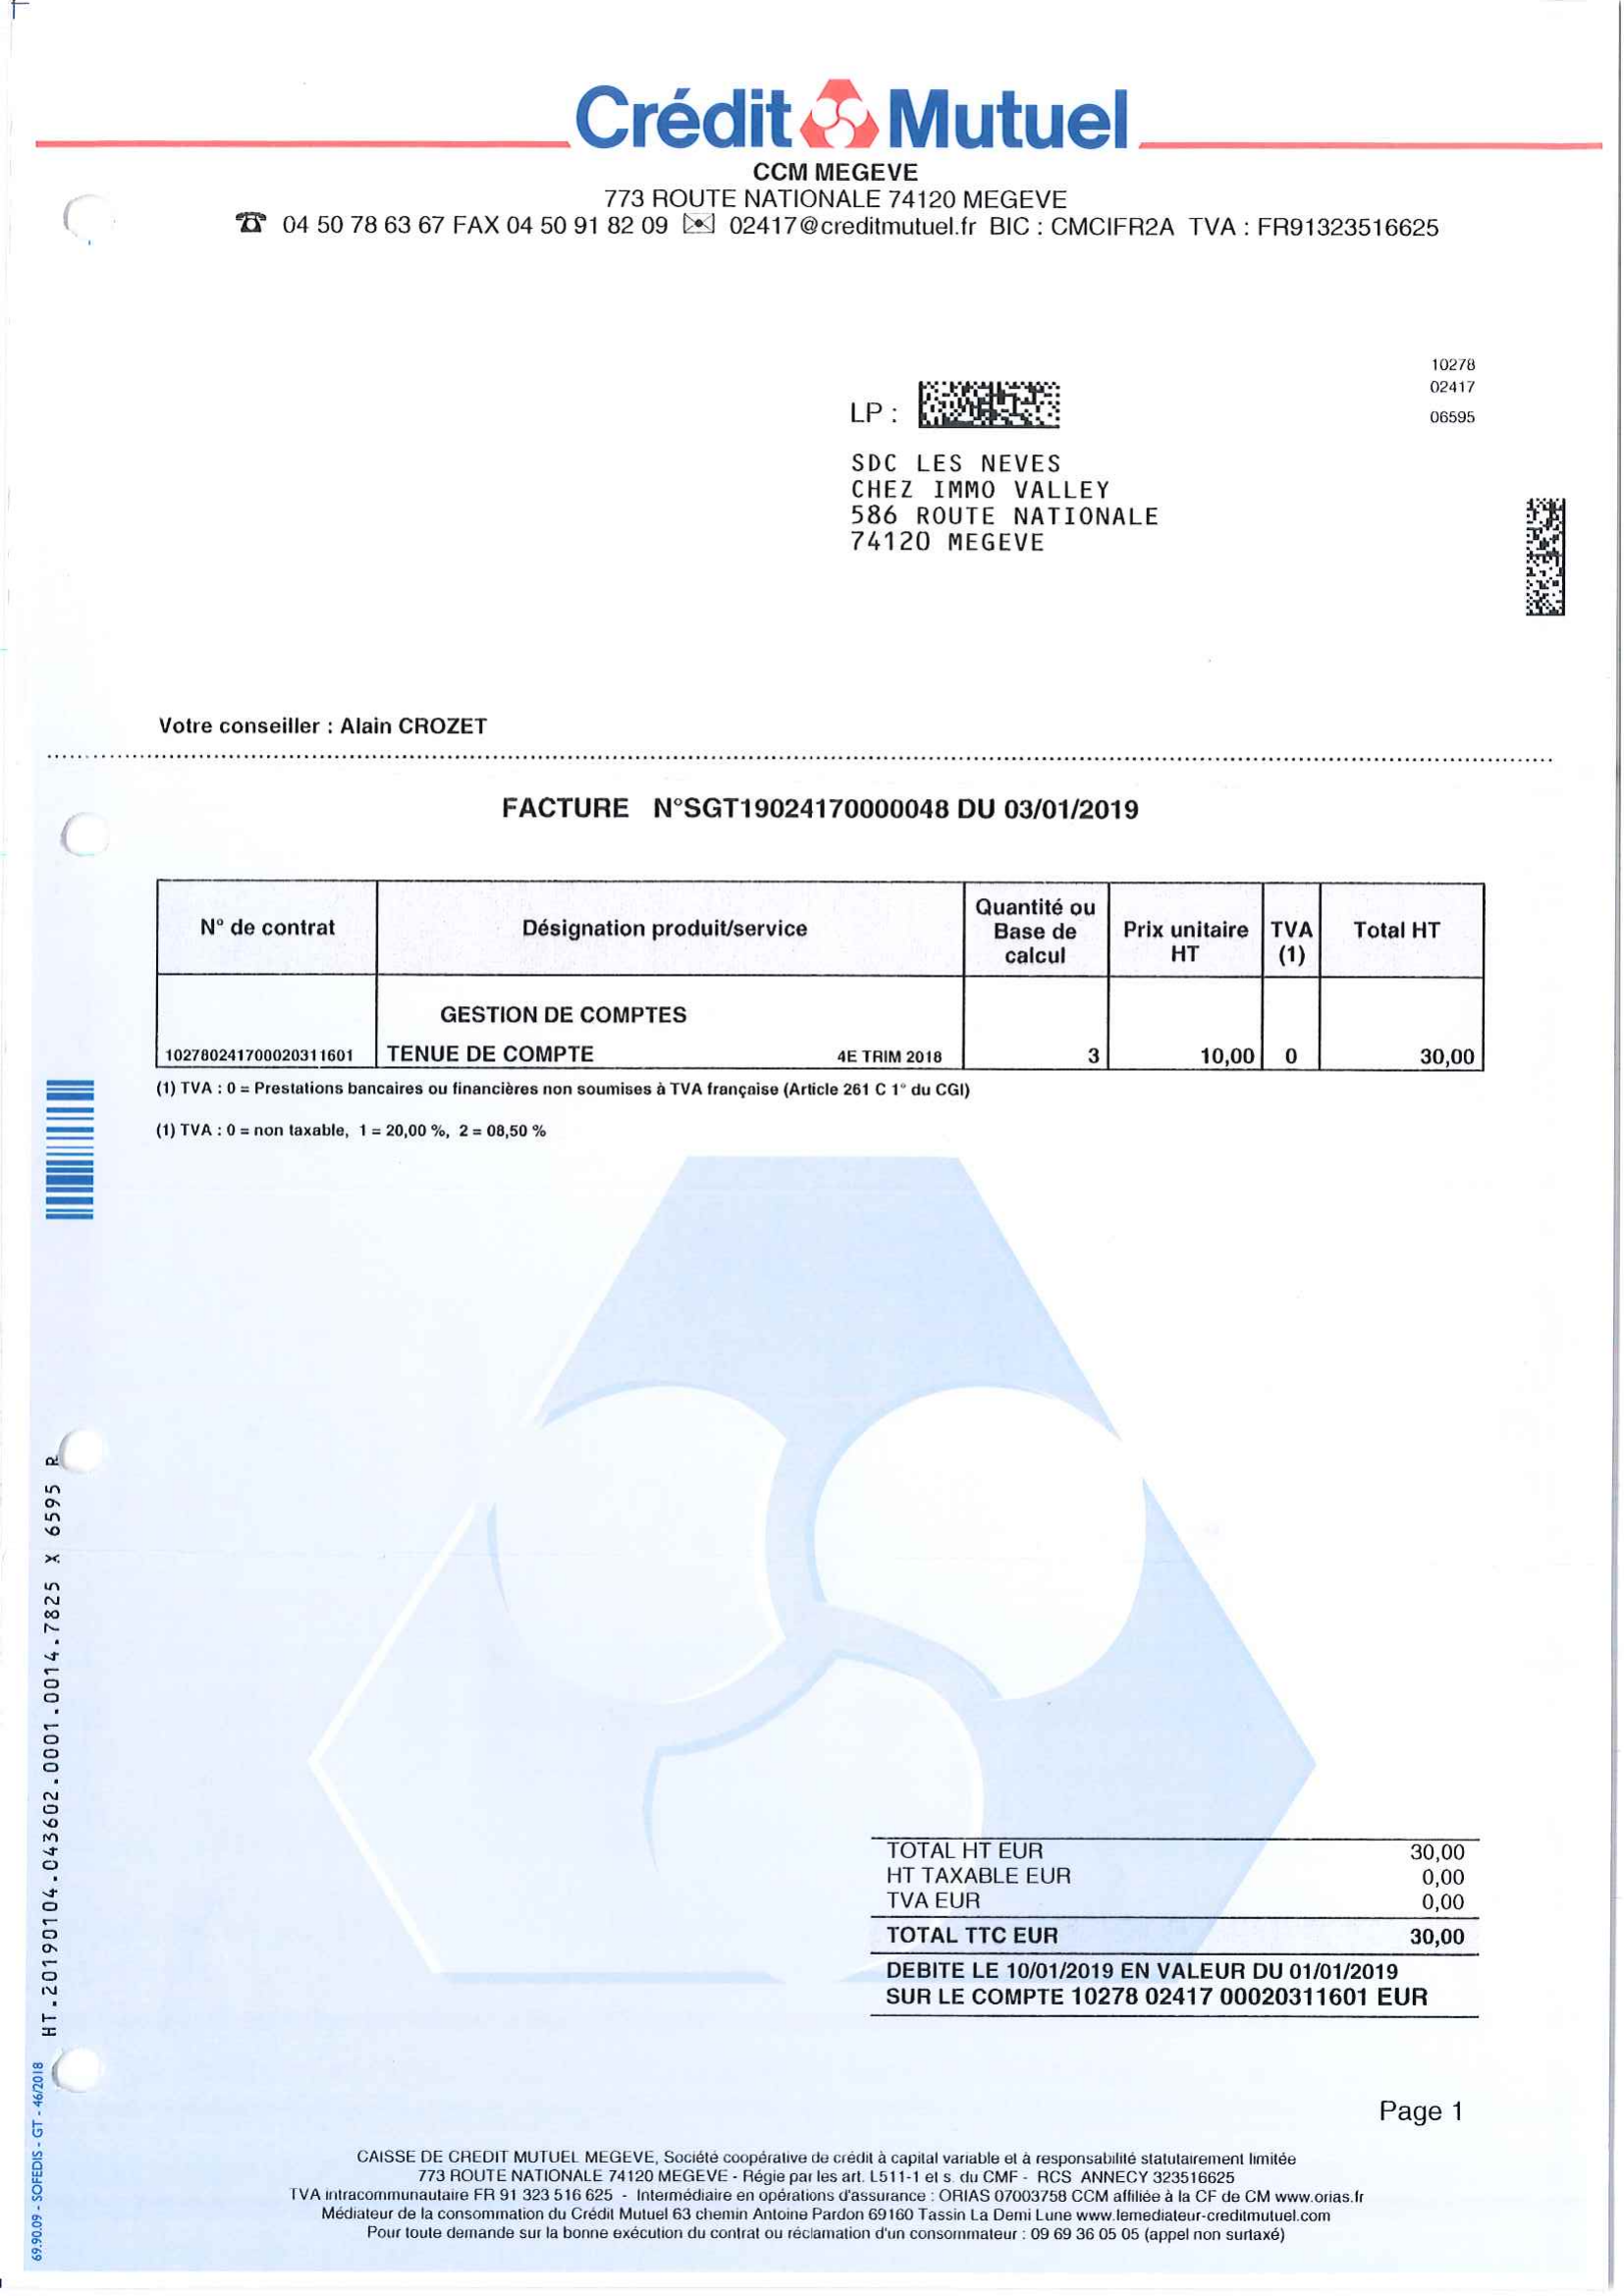 Crédit Mutuel
CCM MEGEVE
773 ROUTE NATIONALE 74120 MEGEVE
☎ 04 50 78 63 67 FAX 04 50 91 82 09 ✉ 02417@creditmutuel.fr BIC : CMCIFR2A TVA : FR91323516625
10278
02417
06595
LP :
SDC LES NEVES
CHEZ IMMO VALLEY
586 ROUTE NATIONALE
74120 MEGEVE
Votre conseiller : Alain CROZET
FACTURE N°SGT19024170000048 DU 03/01/2019
N° de contrat Désignation produit/service Quantité ou Base de calcul Prix unitaire HT TVA (1) Total HT
GESTION DE COMPTES
102780241700020311601 TENUE DE COMPTE 4E TRIM 2018 3 10,00 0 30,00
(1) TVA : 0 = Prestations bancaires ou financières non soumises à TVA française (Article 261 C 1° du CGI)
(1) TVA : 0 = non taxable, 1 = 20,00 %, 2 = 08,50 %
HT.20190104.043602.0001.0014.7825 X 6595 R
69.90.09 - SOFEDIS - GT - 46/2018
TOTAL HT EUR 30,00
HT TAXABLE EUR 0,00
TVA EUR 0,00
TOTAL TTC EUR 30,00
DEBITE LE 10/01/2019 EN VALEUR DU 01/01/2019
SUR LE COMPTE 10278 02417 00020311601 EUR
Page 1
CAISSE DE CREDIT MUTUEL MEGEVE, Société coopérative de crédit à capital variable et à responsabilité statutairement limitée
773 ROUTE NATIONALE 74120 MEGEVE - Régie par les art. L511-1 et s. du CMF - RCS ANNECY 323516625
TVA intracommunautaire FR 91 323 516 625 - Intermédiaire en opérations d'assurance : ORIAS 07003758 CCM affiliée à la CF de CM www.orias.fr
Médiateur de la consommation du Crédit Mutuel 63 chemin Antoine Pardon 69160 Tassin La Demi Lune www.lemediateur-creditmutuel.com
Pour toute demande sur la bonne exécution du contrat ou réclamation d'un consommateur : 09 69 36 05 05 (appel non surtaxé)